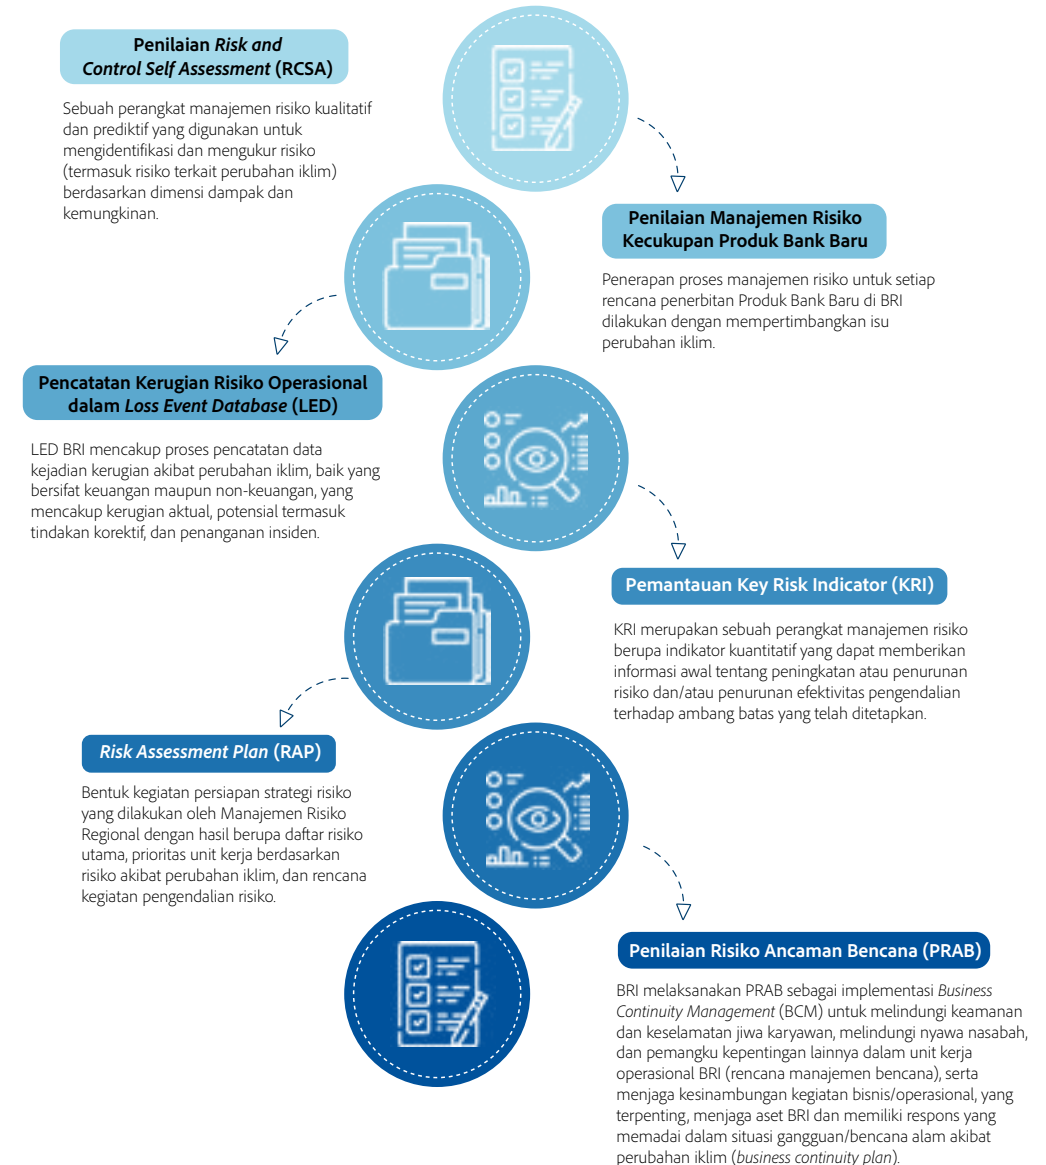 Penilaian Risk and
Control Self Assessment (RCSA)
Sebuah perangkat manajemen risiko kualitatif
dan prediktif yang digunakan untuk
mengidentifikasi dan mengukur risiko
(termasuk risiko terkait perubahan iklim)
berdasarkan dimensi dampak dan
kemungkinan.
Penilaian Manajemen Risiko
Kecukupan Produk Bank Baru
Penerapan proses manajemen risiko untuk setiap
rencana penerbitan Produk Bank Baru di BRI
dilakukan dengan mempertimbangkan isu
perubahan iklim.
Pencatatan Kerugian Risiko Operasional
dalam Loss Event Database (LED)
LED BRI mencakup proses pencatatan data
kejadian kerugian akibat perubahan iklim, baik yang
bersifat keuangan maupun non-keuangan, yang
mencakup kerugian aktual, potensial termasuk
tindakan korektif, dan penanganan insiden.
Pemantauan Key Risk Indicator (KRI)
KRI merupakan sebuah perangkat manajemen risiko
berupa indikator kuantitatif yang dapat memberikan
informasi awal tentang peningkatan atau penurunan
risiko dan/atau penurunan efektivitas pengendalian
terhadap ambang batas yang telah ditetapkan.
Risk Assessment Plan (RAP)
Bentuk kegiatan persiapan strategi risiko
yang dilakukan oleh Manajemen Risiko
Regional dengan hasil berupa daftar risiko
utama, prioritas unit kerja berdasarkan
risiko akibat perubahan iklim, dan rencana
kegiatan pengendalian risiko.
Penilaian Risiko Ancaman Bencana (PRAB)
BRI melaksanakan PRAB sebagai implementasi Business
Continuity Management (BCM) untuk melindungi keamanan
dan keselamatan jiwa karyawan, melindungi nyawa nasabah,
dan pemangku kepentingan lainnya dalam unit kerja
operasional BRI (rencana manajemen bencana), serta
menjaga kesinambungan kegiatan bisnis/operasional, yang
terpenting, menjaga aset BRI dan memiliki respons yang
memadai dalam situasi gangguan/bencana alam akibat
perubahan iklim (business continuity plan).